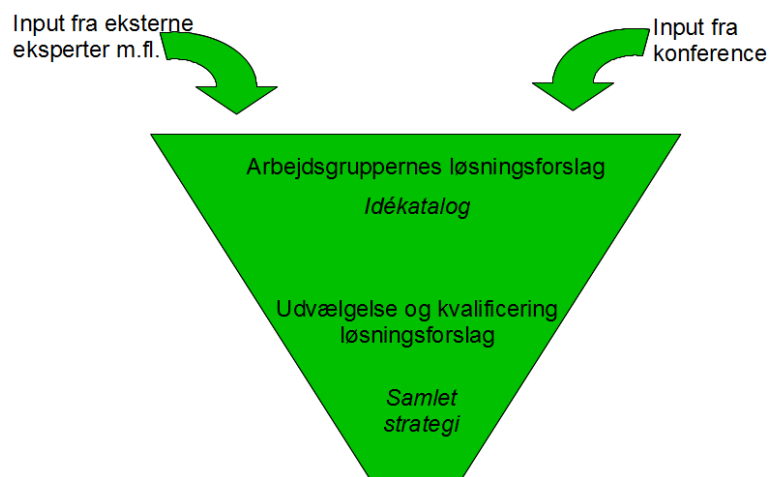 Input fra eksterne
eksperter m.fl.
Input fra
konference
Arbejdsgruppernes løsningsforslag
Idékatalog
Udvælgelse og kvalificering
løsningsforslag
Samlet
strategi